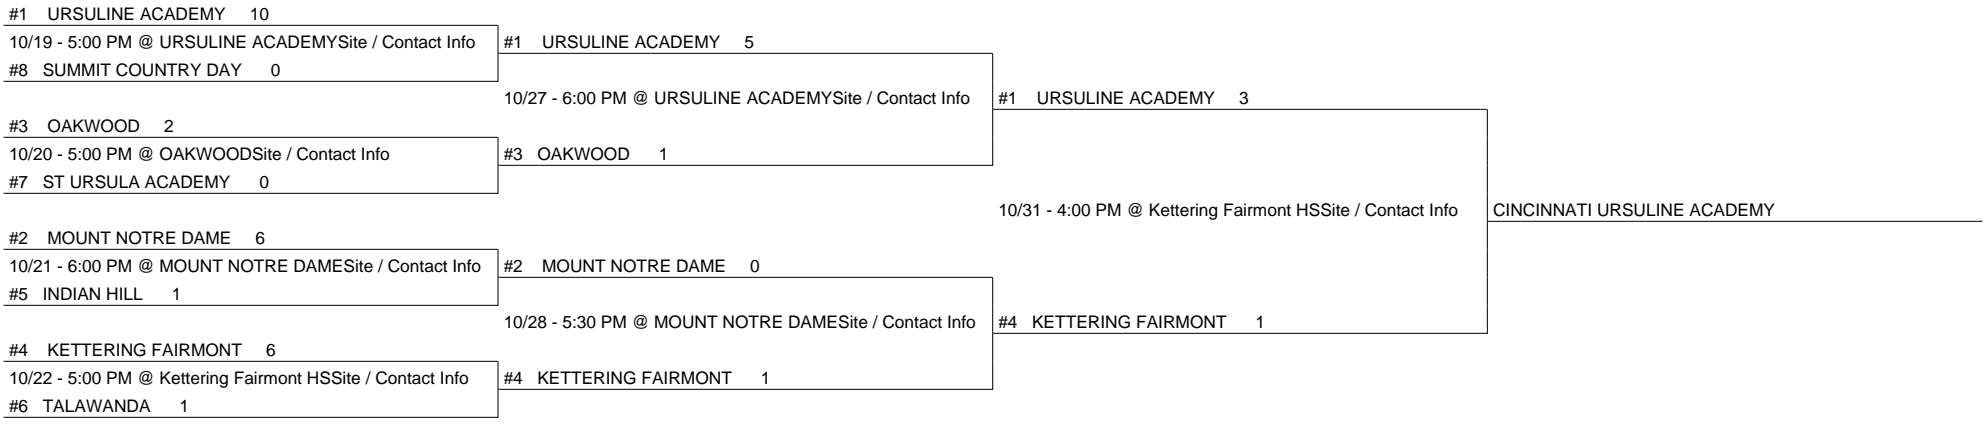 #1 URSULINE ACADEMY 10
10/19 - 5:00 PM @ URSULINE ACADEMYSite / Contact Info
#8 SUMMIT COUNTRY DAY 0
#3 OAKWOOD 2
10/20 - 5:00 PM @ OAKWOODSite / Contact Info
#7 ST URSULA ACADEMY 0
#2 MOUNT NOTRE DAME 6
10/21 - 6:00 PM @ MOUNT NOTRE DAMESite / Contact Info
#5 INDIAN HILL 1
#4 KETTERING FAIRMONT 6
10/22 - 5:00 PM @ Kettering Fairmont HSSite / Contact Info
#6 TALAWANDA 1
#1 URSULINE ACADEMY 5
10/27 - 6:00 PM @ URSULINE ACADEMYSite / Contact Info
#3 OAKWOOD 1
#2 MOUNT NOTRE DAME 0
10/28 - 5:30 PM @ MOUNT NOTRE DAMESite / Contact Info
#4 KETTERING FAIRMONT 1
#1 URSULINE ACADEMY 3
10/31 - 4:00 PM @ Kettering Fairmont HSSite / Contact Info
#4 KETTERING FAIRMONT 1
CINCINNATI URSULINE ACADEMY